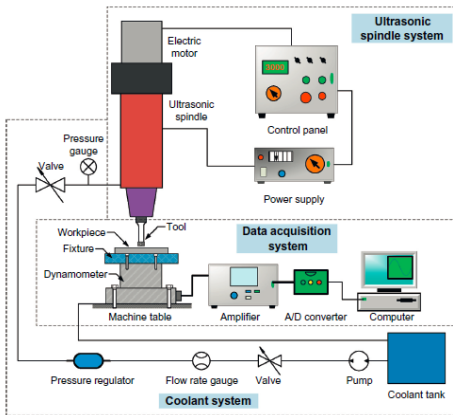 Ultrasonic
spindle system
Electric
motor
Ultrasonic
spindle
Control panel
Pressure
gauge
Valve
Power supply
Tool
Workpiece
Fixture
Dynamometer
Data acquisition
system
Machine table
Amplifier
A/D converter
Computer
Pressure regulator
Flow rate gauge
Valve
Pump
Coolant tank
Coolant system